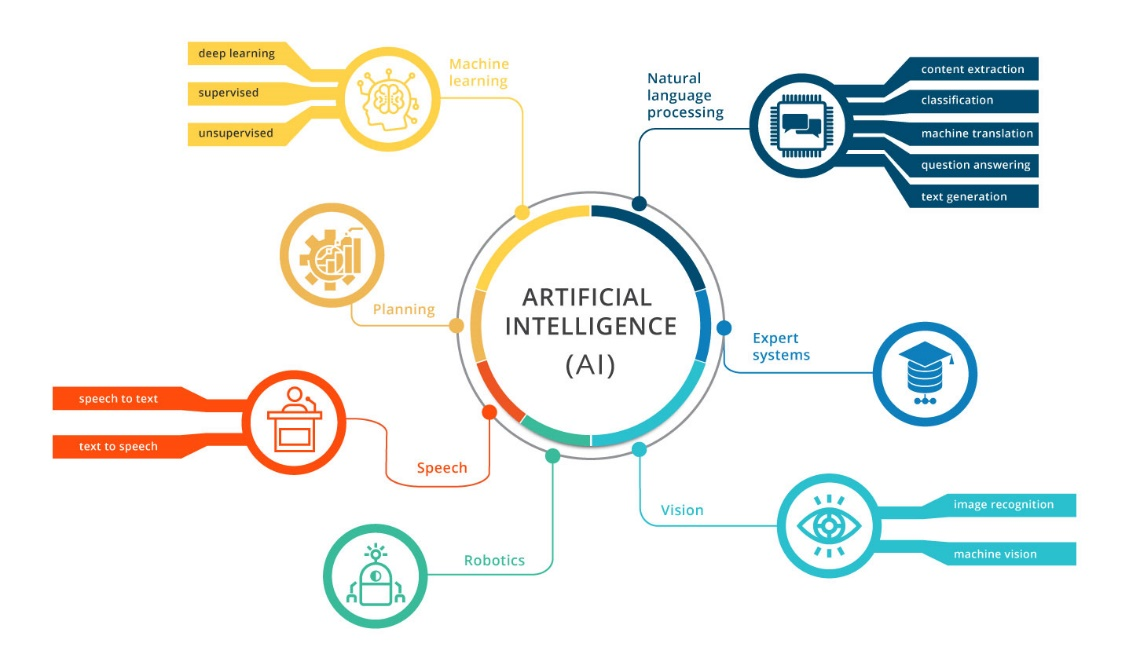 deep learning
supervised
unsupervised
Machine
learning
Natural
language
processing
content extraction
classification
machine translation
question answering
text generation
Planning
ARTIFICIAL
INTELLIGENCE
(AI)
Expert
systems
speech to text
text to speech
Speech
Vision
image recognition
machine vision
Robotics